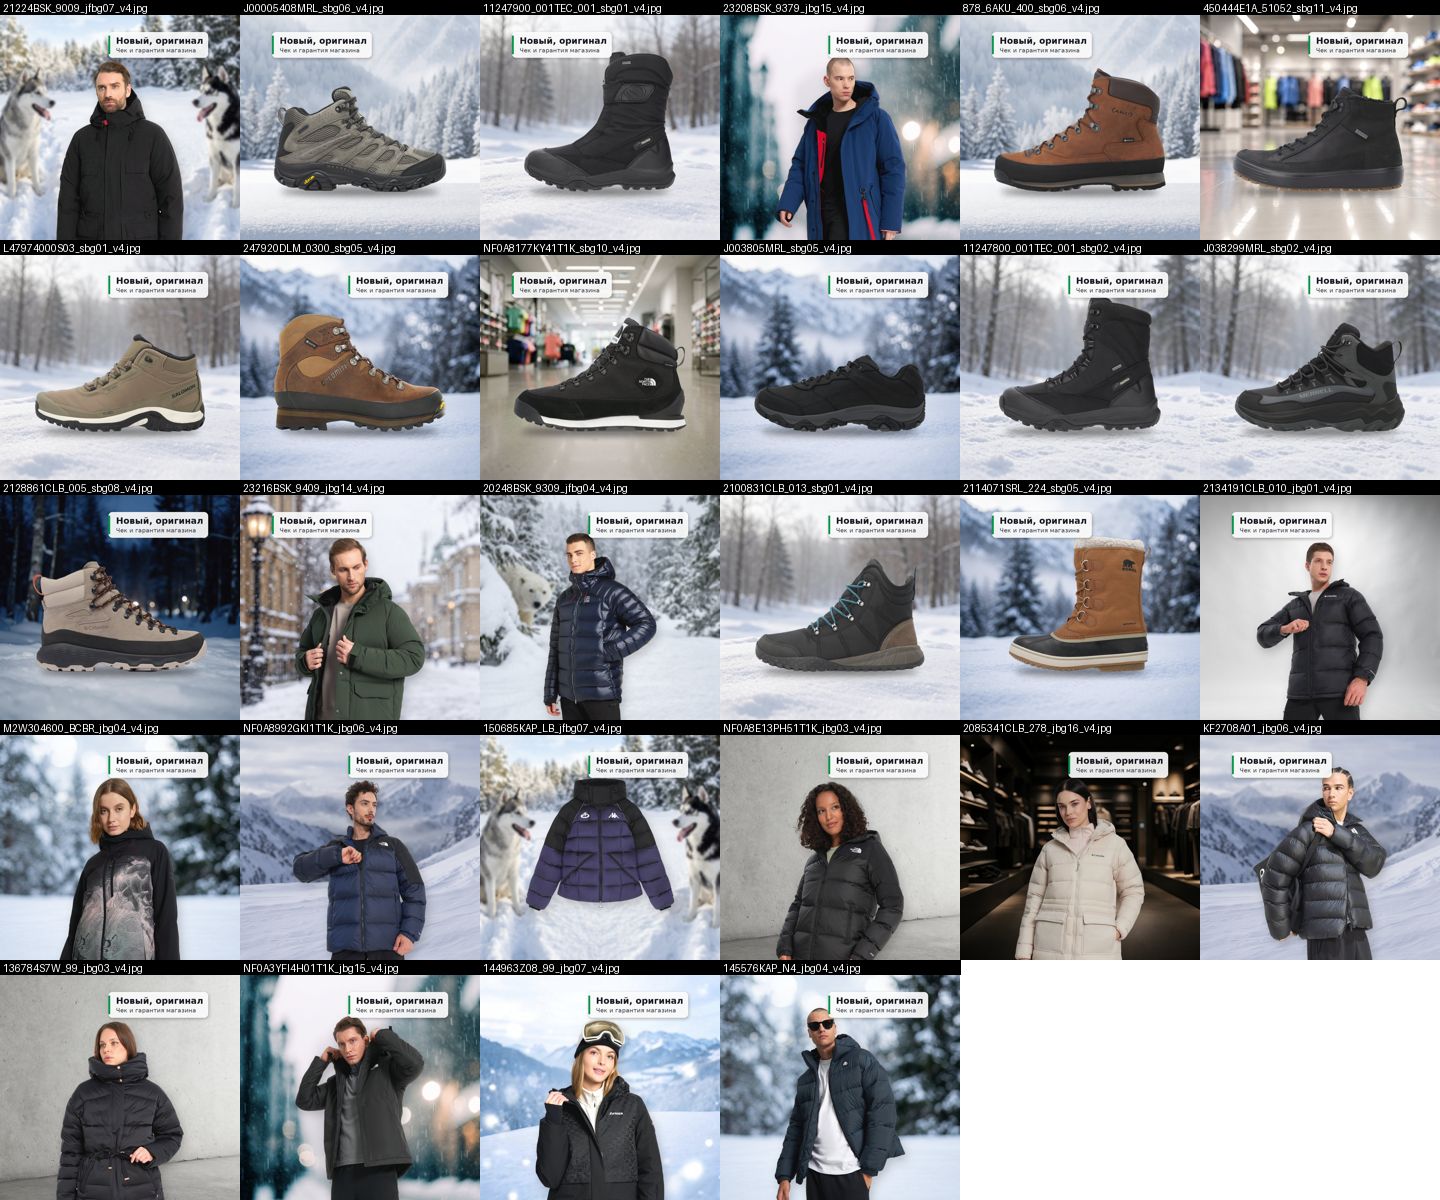 21224BSK_9009_jfbg07_v4.jpg
Новый, оригинал
Чек и гарантия магазина
J00005408MRL_sbg06_v4.jpg
Новый, оригинал
Чек и гарантия магазина
11247900_001TEC_001_sbg01_v4.jpg
Новый, оригинал
Чек и гарантия магазина
23208BSK_9379_jbg15_v4.jpg
Новый, оригинал
Чек и гарантия магазина
878_6AKU_400_sbg06_v4.jpg
Новый, оригинал
Чек и гарантия магазина
450444E1A_51052_sbg11_v4.jpg
Новый, оригинал
Чек и гарантия магазина
L47974000S03_sbg01_v4.jpg
Новый, оригинал
Чек и гарантия магазина
SALOMON
247920DLM_0300_sbg05_v4.jpg
Новый, оригинал
Чек и гарантия магазина
NF0A8177KY41T1K_sbg10_v4.jpg
Новый, оригинал
Чек и гарантия магазина
J003805MRL_sbg05_v4.jpg
Новый, оригинал
Чек и гарантия магазина
11247800_001TEC_001_sbg02_v4.jpg
Новый, оригинал
Чек и гарантия магазина
J038299MRL_sbg02_v4.jpg
Новый, оригинал
Чек и гарантия магазина
MERRELL
2128861CLB_005_sbg08_v4.jpg
Новый, оригинал
Чек и гарантия магазина
23216BSK_9409_jbg14_v4.jpg
Новый, оригинал
Чек и гарантия магазина
20248BSK_9309_jfbg04_v4.jpg
Новый, оригинал
Чек и гарантия магазина
2100831CLB_013_sbg01_v4.jpg
Новый, оригинал
Чек и гарантия магазина
2114071SRL_224_sbg05_v4.jpg
Новый, оригинал
Чек и гарантия магазина
2134191CLB_010_jbg01_v4.jpg
Новый, оригинал
Чек и гарантия магазина
M2W304600_BCBR_jbg04_v4.jpg
Новый, оригинал
Чек и гарантия магазина
NF0A8992GKI1T1K_jbg06_v4.jpg
Новый, оригинал
Чек и гарантия магазина
150685KAP_LB_jfbg07_v4.jpg
Новый, оригинал
Чек и гарантия магазина
NF0A8E13PH51T1K_jbg03_v4.jpg
Новый, оригинал
Чек и гарантия магазина
2085341CLB_278_jbg16_v4.jpg
Новый, оригинал
Чек и гарантия магазина
KF2708A01_jbg06_v4.jpg
Новый, оригинал
Чек и гарантия магазина
136784S7W_99_jbg03_v4.jpg
Новый, оригинал
Чек и гарантия магазина
NF0A3YFI4H01T1K_jbg15_v4.jpg
Новый, оригинал
Чек и гарантия магазина
144963Z08_99_jbg07_v4.jpg
Новый, оригинал
Чек и гарантия магазина
145576KAP_N4_jbg04_v4.jpg
Новый, оригинал
Чек и гарантия магазина